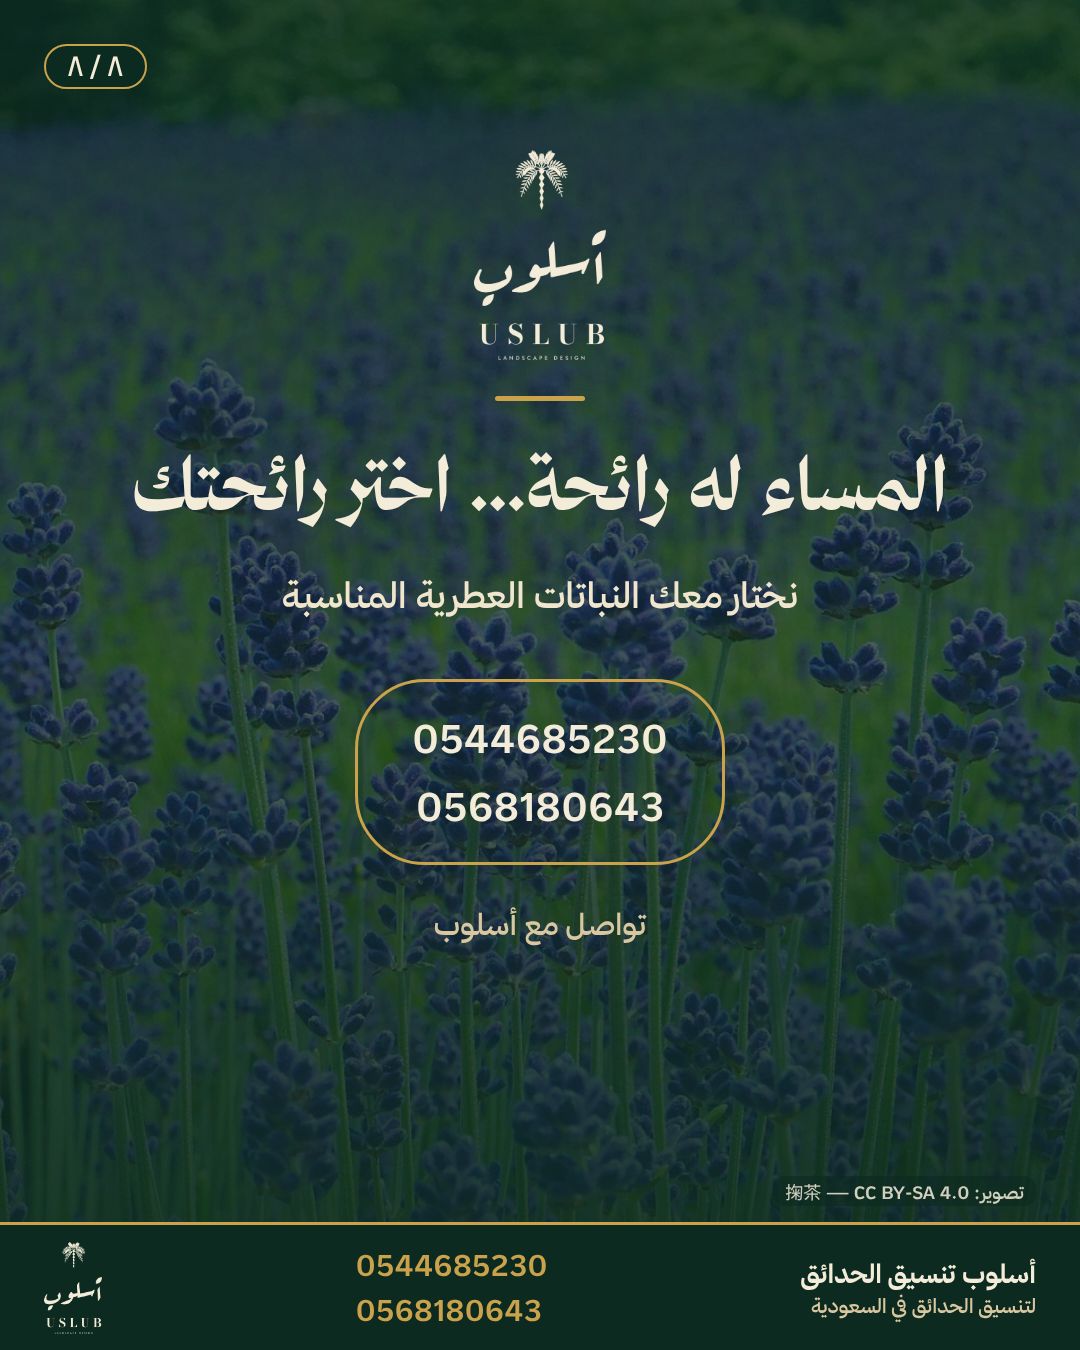 ٨/٨
أسلوب
USLUB
LANDSCAPE DESIGN
المساء له رائحة... اختر رائحتك
نختار معك النباتات العطرية المناسبة
0544685230
0568180643
تواصل مع أسلوب
تصوير: 掬茶 — CC BY-SA 4.0
أسلوب تنسيق الحدائق
لتنسيق الحدائق في السعودية
0544685230
0568180643
أسلوب
USLUB
LANDSCAPE DESIGN